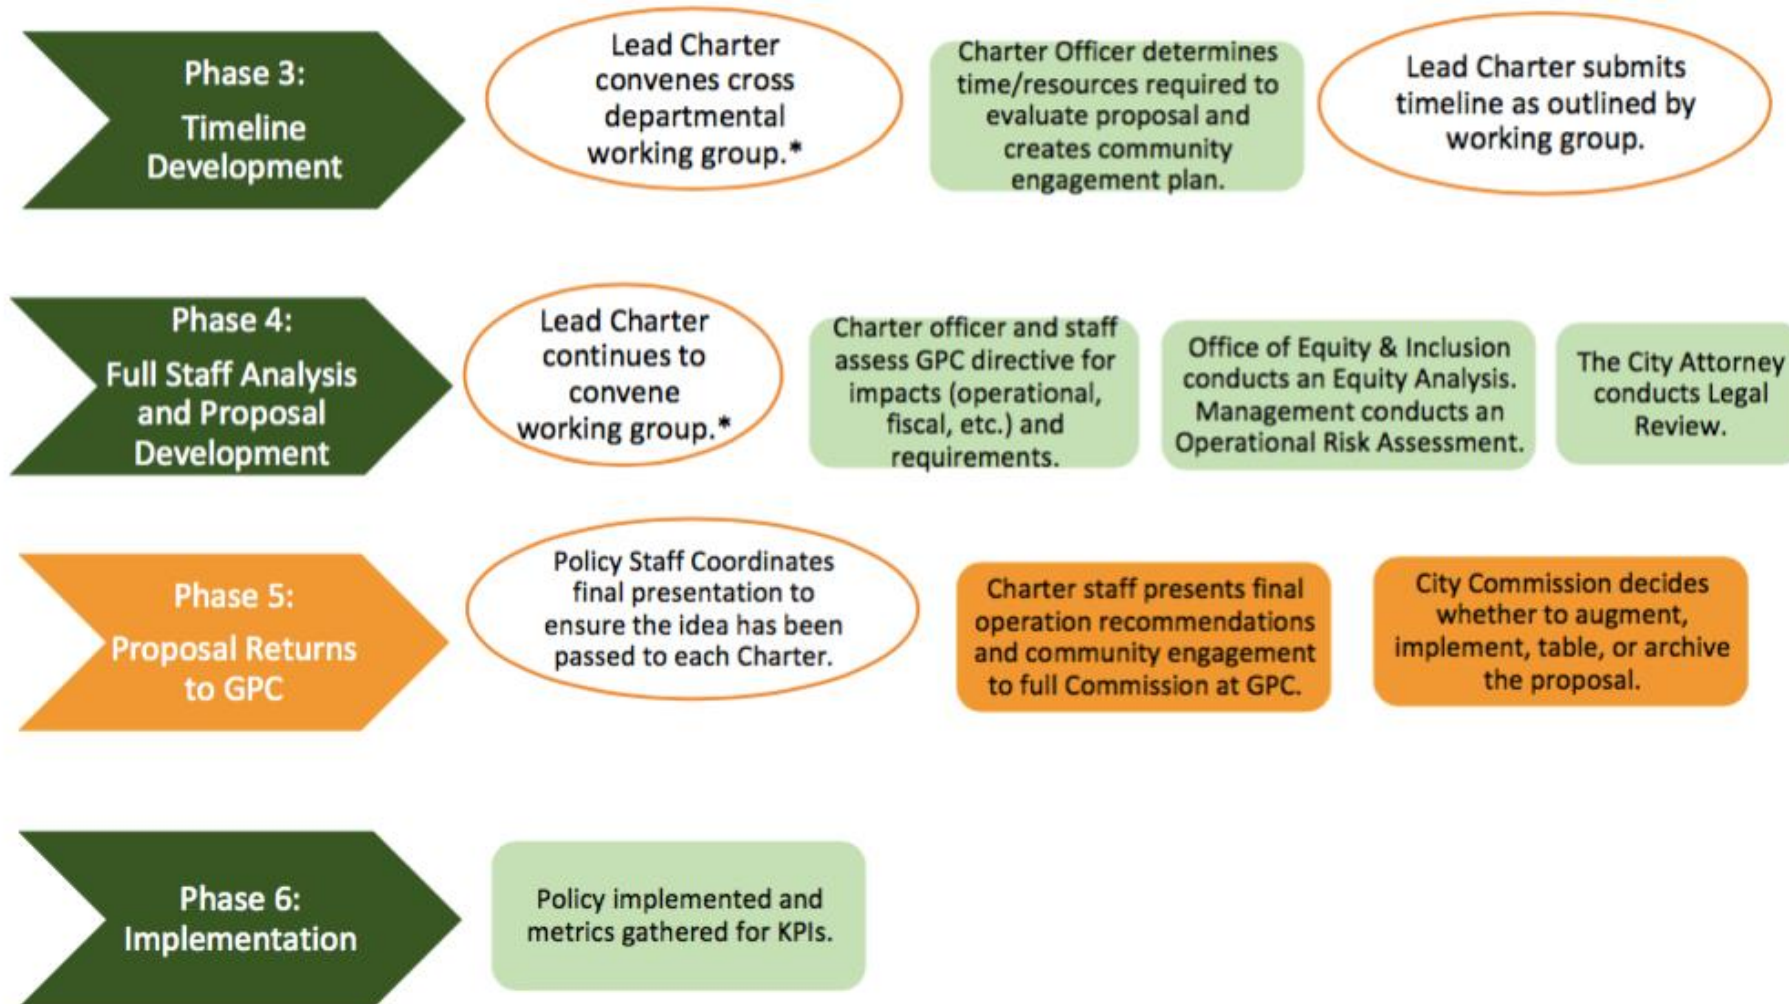 Phase 3:
Timeline
Development
Lead Charter
convenes cross
departmental
working group.*
Charter Officer determines
time/resources required to
evaluate proposal and
creates community
engagement plan.
Lead Charter submits
timeline as outlined by
working group.
Phase 4:
Full Staff Analysis
and Proposal
Development
Lead Charter
continues to
convene
working group.*
Charter officer and staff
assess GPC directive for
impacts (operational,
fiscal, etc.) and
requirements.
Office of Equity & Inclusion
conducts an Equity Analysis.
Management conducts an
Operational Risk Assessment.
The City Attorney
conducts Legal
Review.
Phase 5:
Proposal Returns
to GPC
Policy Staff Coordinates
final presentation to
ensure the idea has been
passed to each Charter.
Charter staff presents final
operation recommendations
and community engagement
to full Commission at GPC.
City Commission decides
whether to augment,
implement, table, or archive
the proposal.
Phase 6:
Implementation
Policy implemented and
metrics gathered for KPIs.